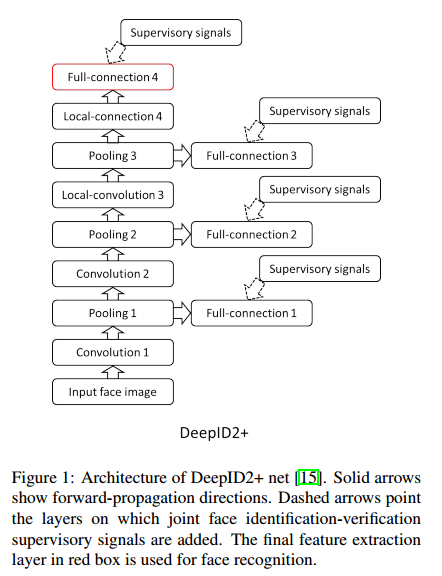 Supervisory signals
Full-connection 4
Local-connection 4
Supervisory signals
Pooling 3
Full-connection 3
Local-convolution 3
Supervisory signals
Pooling 2
Full-connection 2
Convolution 2
Supervisory signals
Pooling 1
Full-connection 1
Convolution 1
Input face image
DeepID2+
Figure 1: Architecture of DeepID2+ net [15]. Solid arrows
show forward-propagation directions. Dashed arrows point
the layers on which joint face identification-verification
supervisory signals are added. The final feature extraction
layer in red box is used for face recognition.